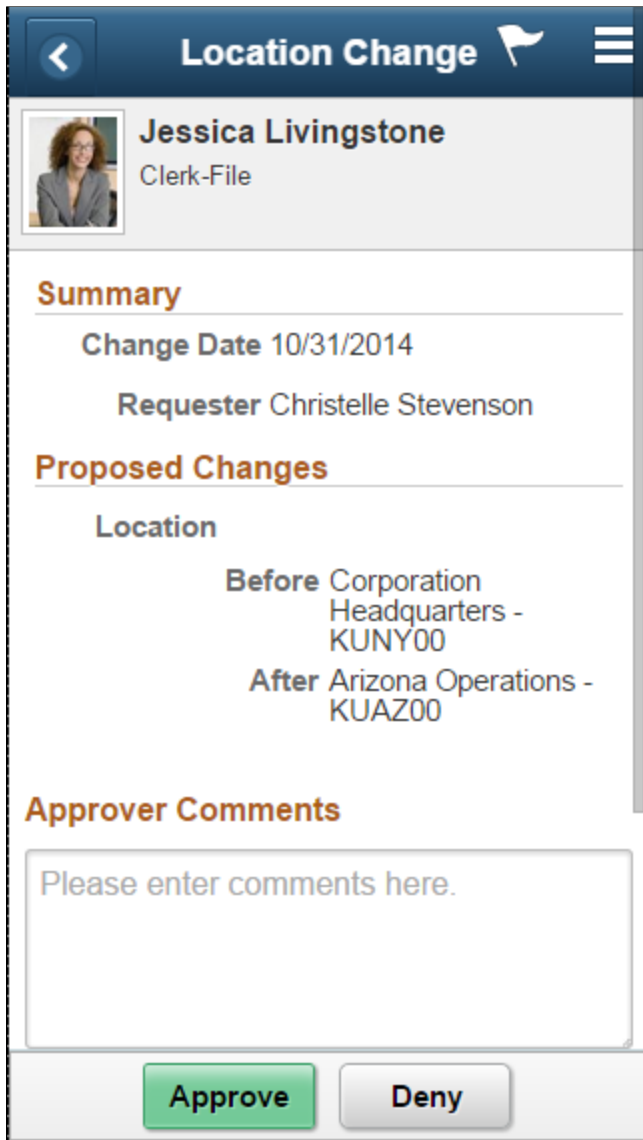 Location Change
Jessica Livingstone
Clerk-File
Summary
Change Date 10/31/2014
Requester Christelle Stevenson
Proposed Changes
Location
Before Corporation
Headquarters -
KUNY00
After Arizona Operations -
KUAZ00
Approver Comments
Please enter comments here.
Approve Deny